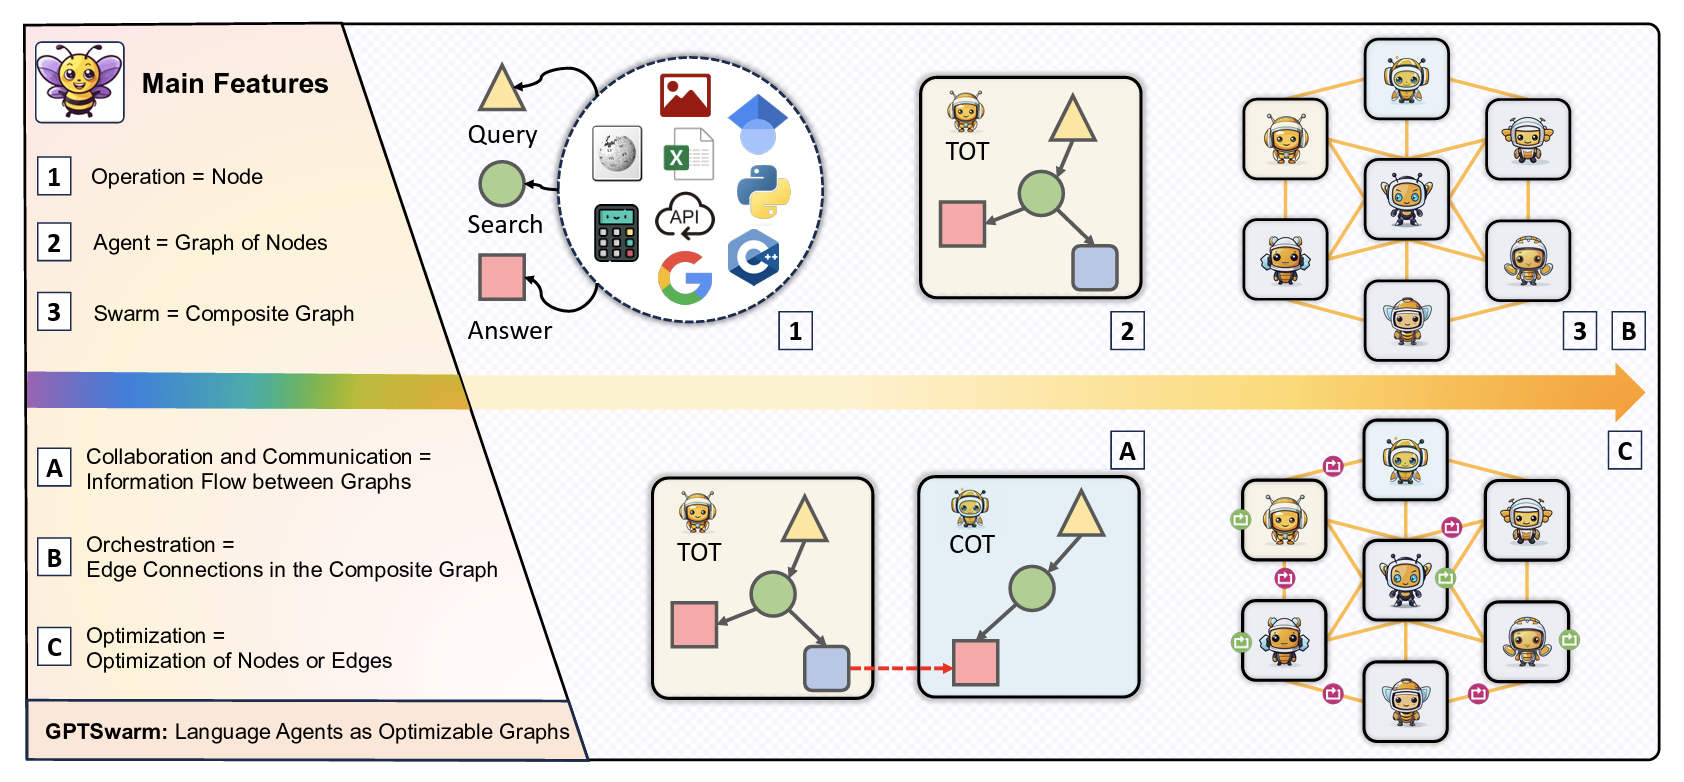 Main Features
1 Operation = Node
2 Agent = Graph of Nodes
3 Swarm = Composite Graph
A Collaboration and Communication =
Information Flow between Graphs
B Orchestration =
Edge Connections in the Composite Graph
C Optimization =
Optimization of Nodes or Edges
GPTSwarm: Language Agents as Optimizable Graphs
Query
Search
Answer
X
API
C++
G
1
TOT
2
3 B
TOT
COT
A
C